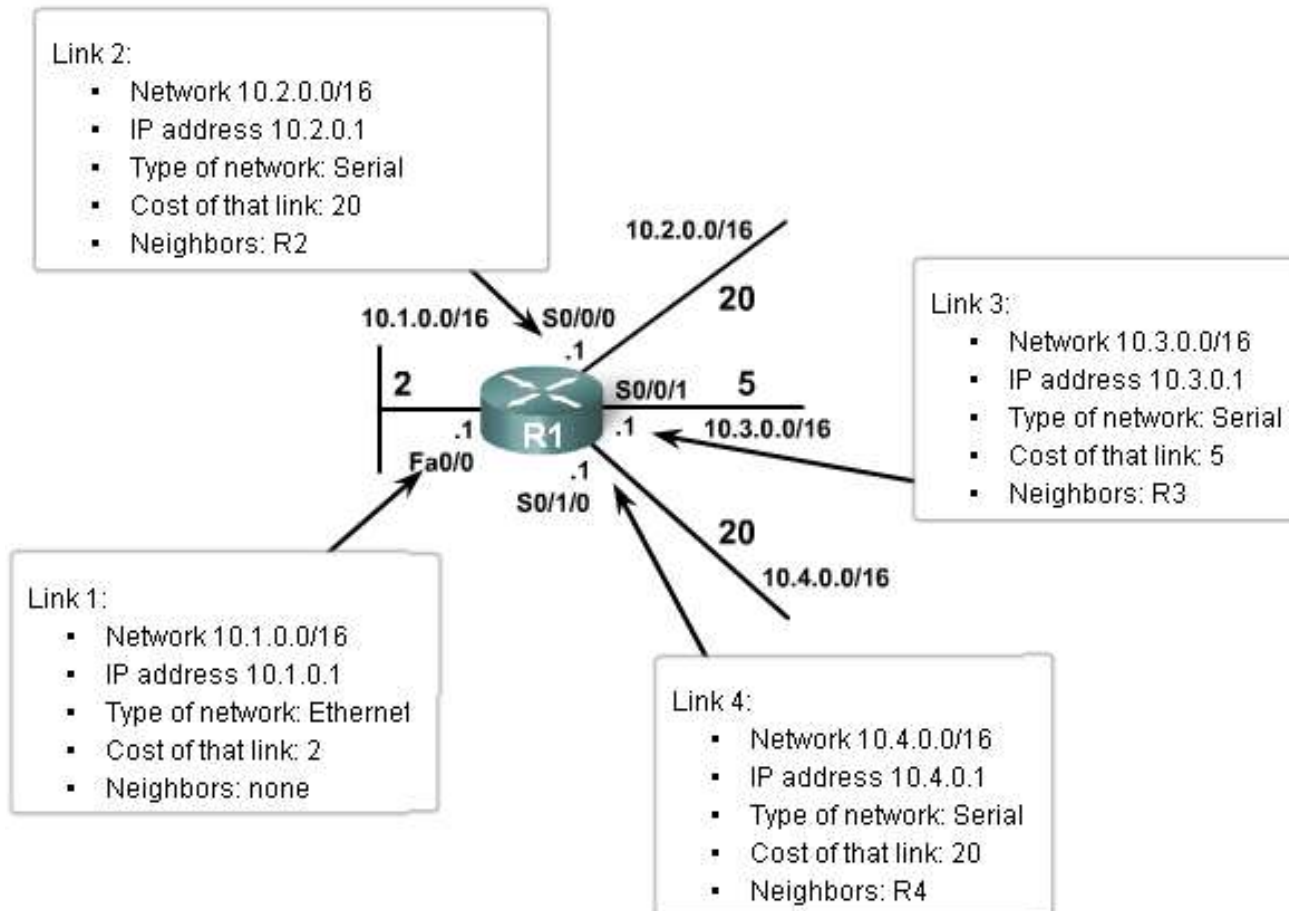 Link 2:
▪ Network 10.2.0.0/16
▪ IP address 10.2.0.1
▪ Type of network: Serial
▪ Cost of that link: 20
▪ Neighbors: R2
10.2.0.0/16
20
10.1.0.0/16
S0/0/0
.1
2
S0/0/1
5
.1
R1
.1
10.3.0.0/16
Fa0/0
.1
S0/1/0
20
10.4.0.0/16
Link 3:
▪ Network 10.3.0.0/16
▪ IP address 10.3.0.1
▪ Type of network: Serial
▪ Cost of that link: 5
▪ Neighbors: R3
Link 1:
▪ Network 10.1.0.0/16
▪ IP address 10.1.0.1
▪ Type of network: Ethernet
▪ Cost of that link: 2
▪ Neighbors: none
Link 4:
▪ Network 10.4.0.0/16
▪ IP address 10.4.0.1
▪ Type of network: Serial
▪ Cost of that link: 20
▪ Neighbors: R4